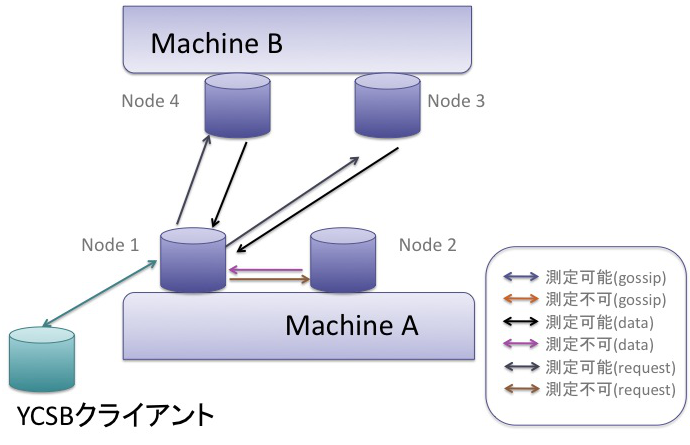 Machine B
Node 4
Node 3
Node 1
Node 2
Machine A
YCSBクライアント
測定可能(gossip)
測定不可(gossip)
測定可能(data)
測定不可(data)
測定可能(request)
測定不可(request)